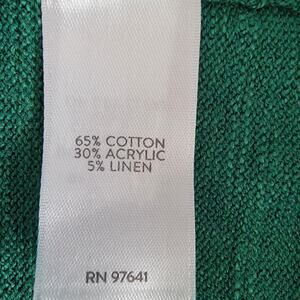 65% COTTON
30% ACRYLIC
5% LINEN
RN 97641